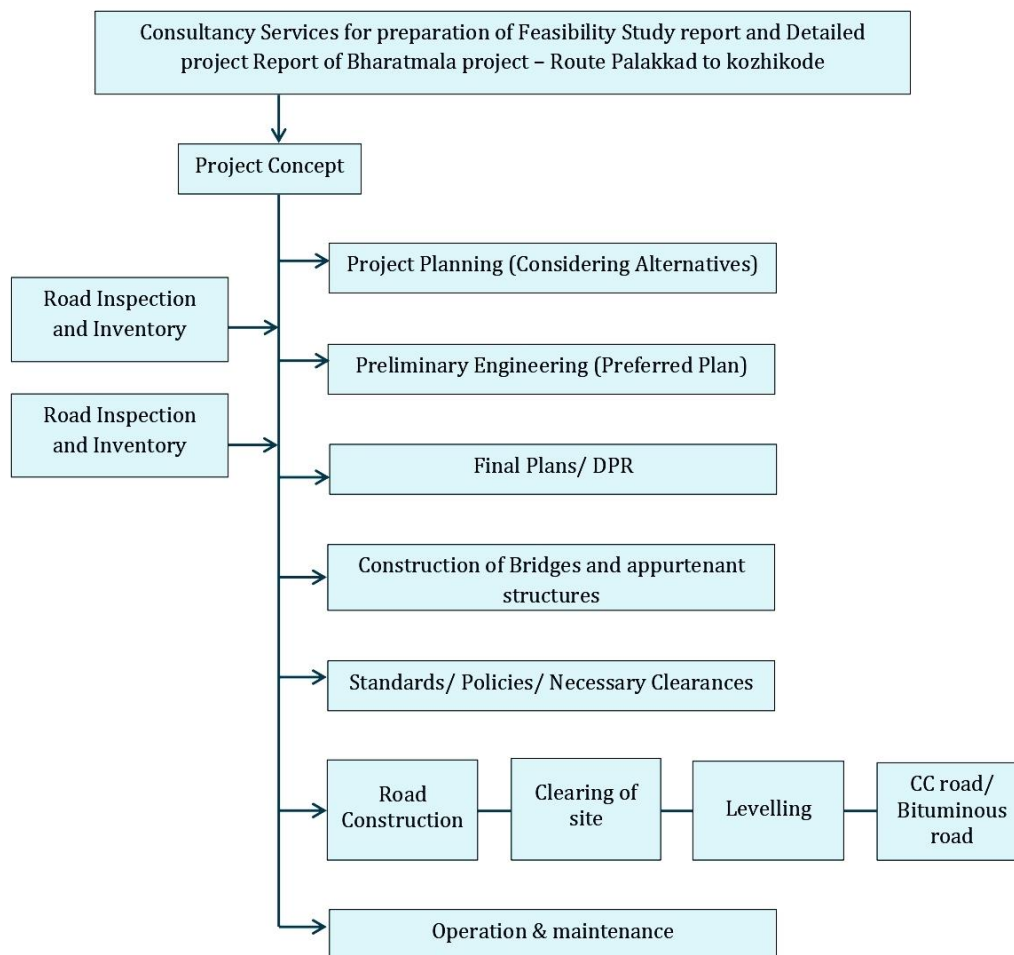 Consultancy Services for preparation of Feasibility Study report and Detailed
project Report of Bharatmala project – Route Palakkad to kozhikode
Project Concept
Project Planning (Considering Alternatives)
Road Inspection
and Inventory
Preliminary Engineering (Preferred Plan)
Road Inspection
and Inventory
Final Plans/ DPR
Construction of Bridges and appurtenant
structures
Standards/ Policies/ Necessary Clearances
Road
Construction
Clearing of
site
Levelling
CC road/
Bituminous
road
Operation & maintenance